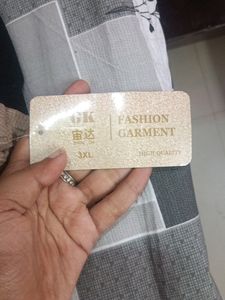 GK
宙达
3XL
FASHION
GARMENT
HIGH QUALITY